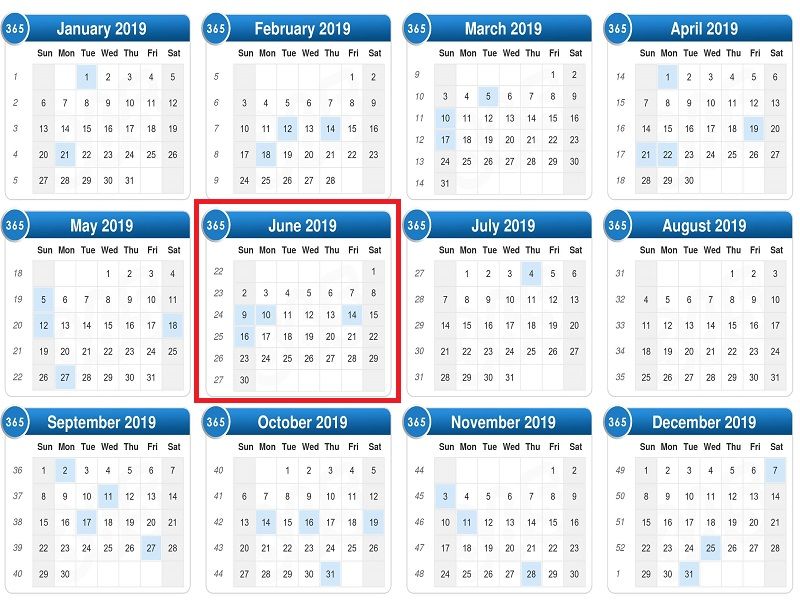 365 January 2019
Sun Mon Tue Wed Thu Fri Sat
1 1 2 3 4 5
2 6 7 8 9 10 11 12
3 13 14 15 16 17 18 19
4 20 21 22 23 24 25 26
5 27 28 29 30 31
365 February 2019
Sun Mon Tue Wed Thu Fri Sat
5 1 2
6 3 4 5 6 7 8 9
7 10 11 12 13 14 15 16
8 17 18 19 20 21 22 23
9 24 25 26 27 28
365 March 2019
Sun Mon Tue Wed Thu Fri Sat
9 1 2
10 3 4 5 6 7 8 9
11 10 11 12 13 14 15 16
12 17 18 19 20 21 22 23
13 24 25 26 27 28 29 30
14 31
365 April 2019
Sun Mon Tue Wed Thu Fri Sat
14 1 2 3 4 5 6
15 7 8 9 10 11 12 13
16 14 15 16 17 18 19 20
17 21 22 23 24 25 26 27
18 28 29 30
365 May 2019
Sun Mon Tue Wed Thu Fri Sat
18 1 2 3 4
19 5 6 7 8 9 10 11
20 12 13 14 15 16 17 18
21 19 20 21 22 23 24 25
22 26 27 28 29 30 31
365 June 2019
Sun Mon Tue Wed Thu Fri Sat
22 1
23 2 3 4 5 6 7 8
24 9 10 11 12 13 14 15
25 16 17 18 19 20 21 22
26 23 24 25 26 27 28 29
27 30
365 July 2019
Sun Mon Tue Wed Thu Fri Sat
27 1 2 3 4 5 6
28 7 8 9 10 11 12 13
29 14 15 16 17 18 19 20
30 21 22 23 24 25 26 27
31 28 29 30 31
365 August 2019
Sun Mon Tue Wed Thu Fri Sat
31 1 2 3
32 4 5 6 7 8 9 10
33 11 12 13 14 15 16 17
34 18 19 20 21 22 23 24
35 25 26 27 28 29 30 31
365 September 2019
Sun Mon Tue Wed Thu Fri Sat
36 1 2 3 4 5 6 7
37 8 9 10 11 12 13 14
38 15 16 17 18 19 20 21
39 22 23 24 25 26 27 28
40 29 30
365 October 2019
Sun Mon Tue Wed Thu Fri Sat
40 1 2 3 4 5
41 6 7 8 9 10 11 12
42 13 14 15 16 17 18 19
43 20 21 22 23 24 25 26
44 27 28 29 30 31
365 November 2019
Sun Mon Tue Wed Thu Fri Sat
44 1 2
45 3 4 5 6 7 8 9
46 10 11 12 13 14 15 16
47 17 18 19 20 21 22 23
48 24 25 26 27 28 29 30
365 December 2019
Sun Mon Tue Wed Thu Fri Sat
49 1 2 3 4 5 6 7
50 8 9 10 11 12 13 14
51 15 16 17 18 19 20 21
52 22 23 24 25 26 27 28
1 29 30 31